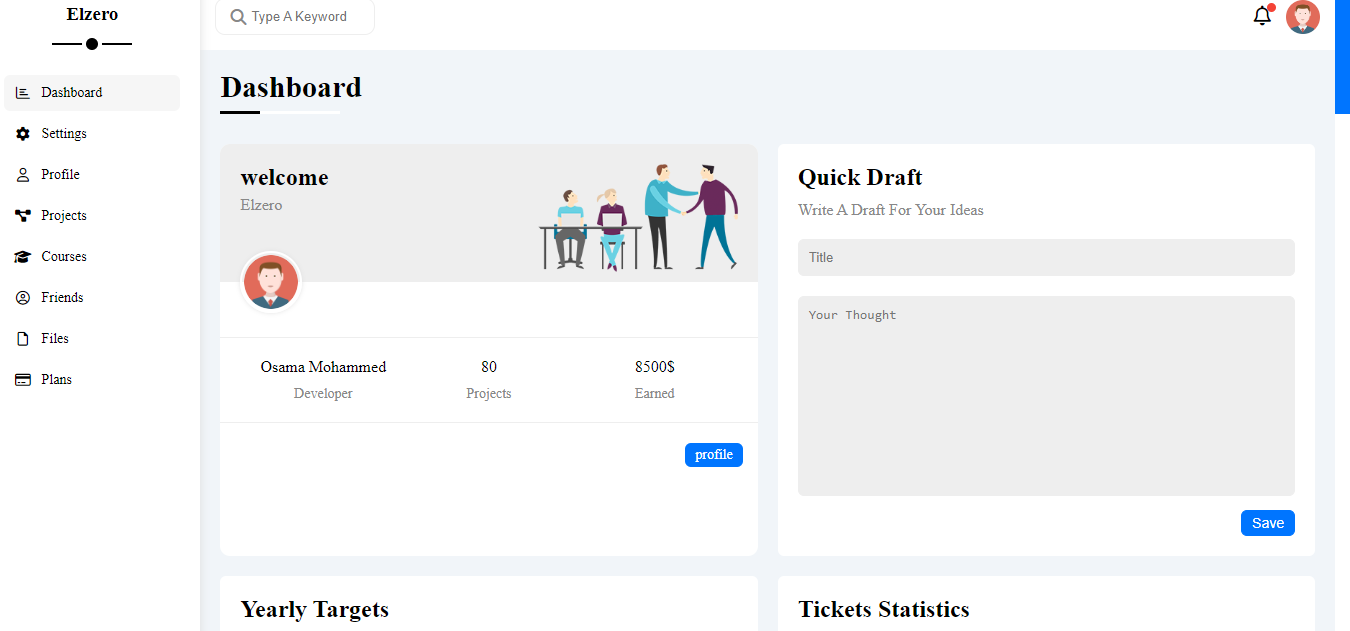 Elzero
Dashboard
Settings
Profile
Projects
Courses
Friends
Files
Plans
Type A Keyword
Dashboard
welcome
Elzero
Osama Mohammed
Developer
80
Projects
8500$
Earned
profile
Quick Draft
Write A Draft For Your Ideas
Title
Your Thought
Save
Yearly Targets
Tickets Statistics